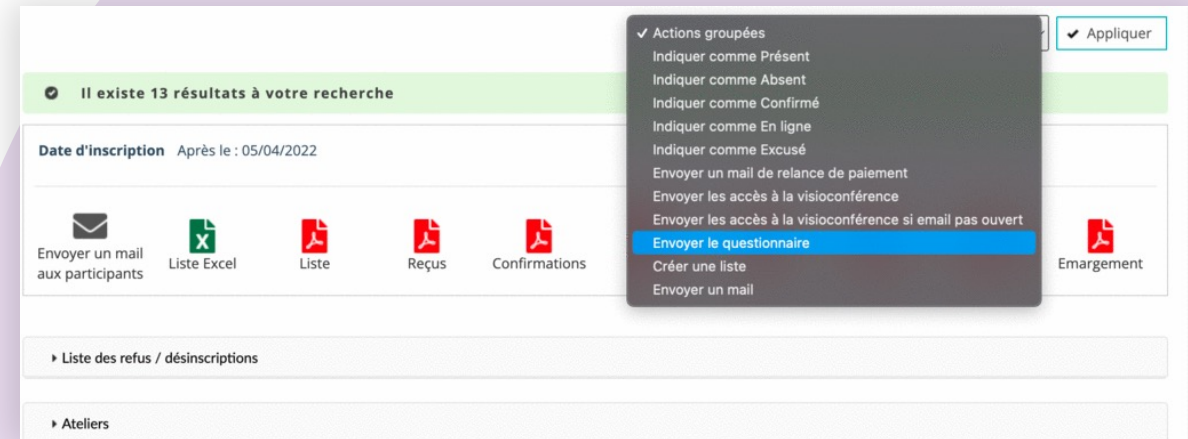 ✓ Actions groupées
Indiquer comme Présent
Indiquer comme Absent
Indiquer comme Confirmé
Indiquer comme En ligne
Indiquer comme Excusé
Envoyer un mail de relance de paiement
Envoyer les accès à la visioconférence
Envoyer les accès à la visioconférence si email pas ouvert
Envoyer le questionnaire
Créer une liste
Envoyer un mail
✔ Appliquer
Il existe 13 résultats à votre recherche
Date d'inscription Après le : 05/04/2022
Envoyer un mail
aux participants
Liste Excel
Liste
Reçus
Confirmations
Emargement
Liste des refus / désinscriptions
Ateliers